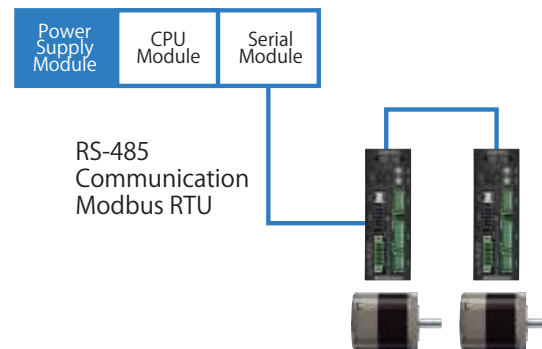 Power
Supply
Module
CPU
Module
Serial
Module
RS-485
Communication
Modbus RTU